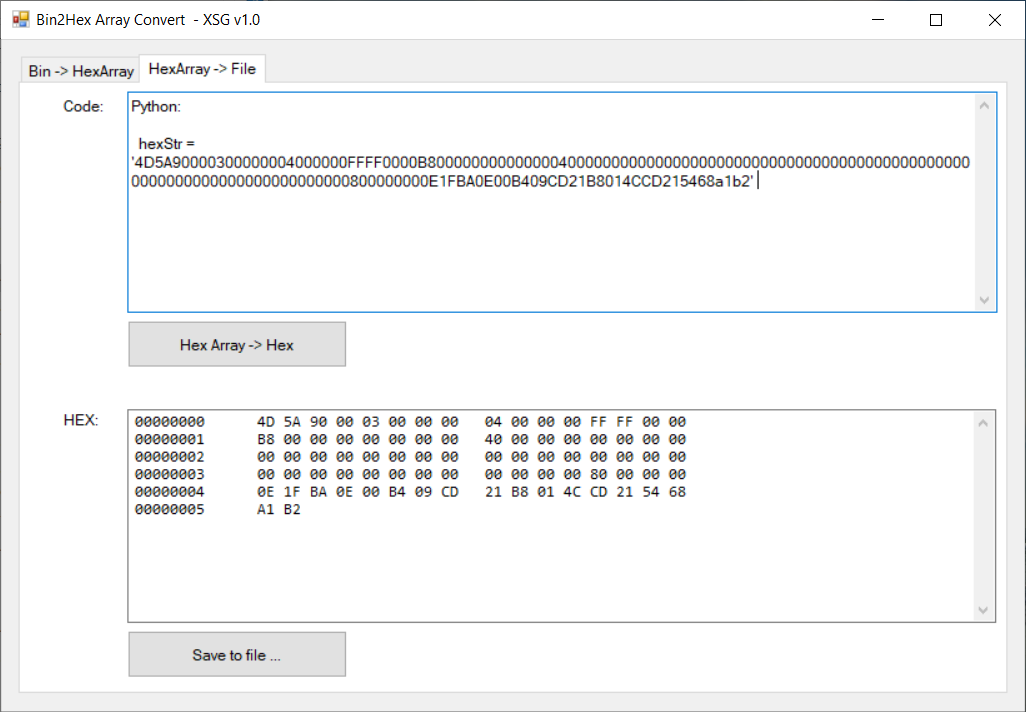 Bin2Hex Array Convert - XSG v1.0
Bin -> HexArray
HexArray -> File
Code:
Python:
hexStr =
'4D5A90000300000004000000FFFF0000B80000000000000040000000000000000000000000000000000000000000000
0000000000000000000000000800000000E1FBA0E00B409CD21B8014CCD215468a1b2'
Hex Array -> Hex
HEX:
00000000 4D 5A 90 00 03 00 00 00 04 00 00 00 FF FF 00 00
00000001 B8 00 00 00 00 00 00 00 40 00 00 00 00 00 00 00
00000002 00 00 00 00 00 00 00 00 00 00 00 00 00 00 00 00
00000003 00 00 00 00 00 00 00 00 00 00 00 00 80 00 00 00
00000004 0E 1F BA 0E 00 B4 09 CD 21 B8 01 4C CD 21 54 68
00000005 A1 B2
Save to file ...